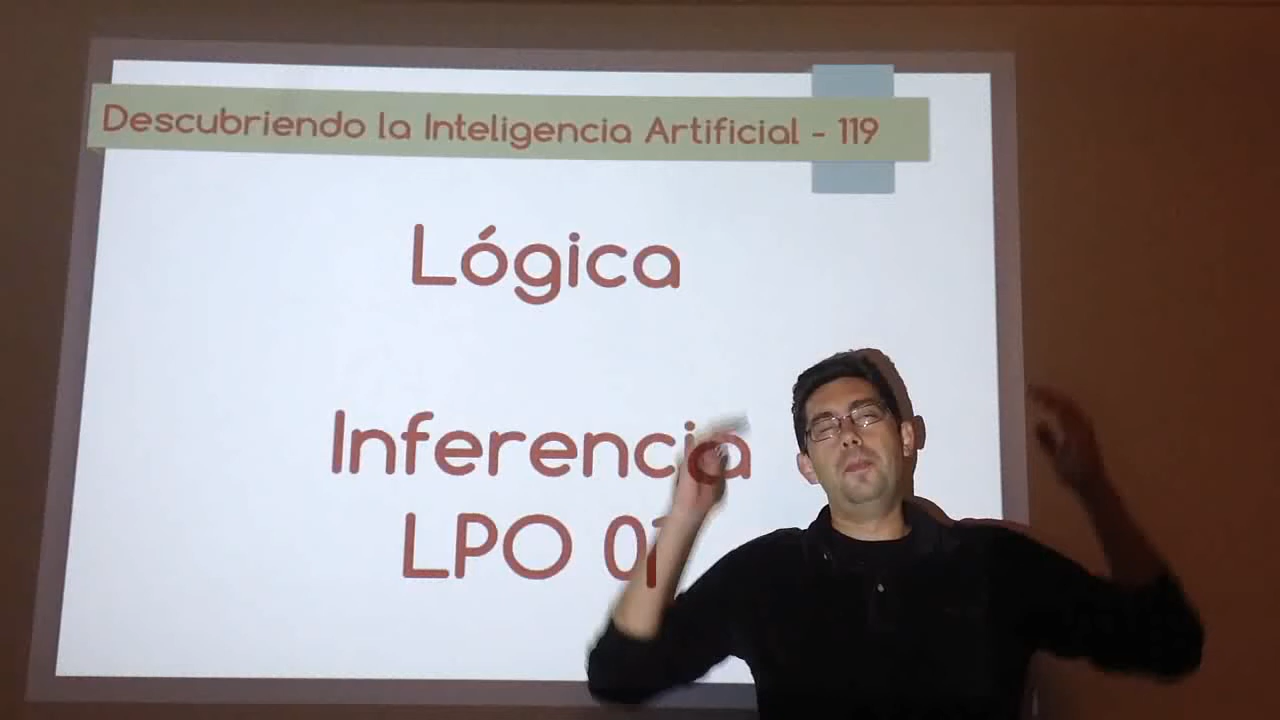 Descubriendo la Inteligencia Artificial - 119
Lógica
Inferencia
LPO